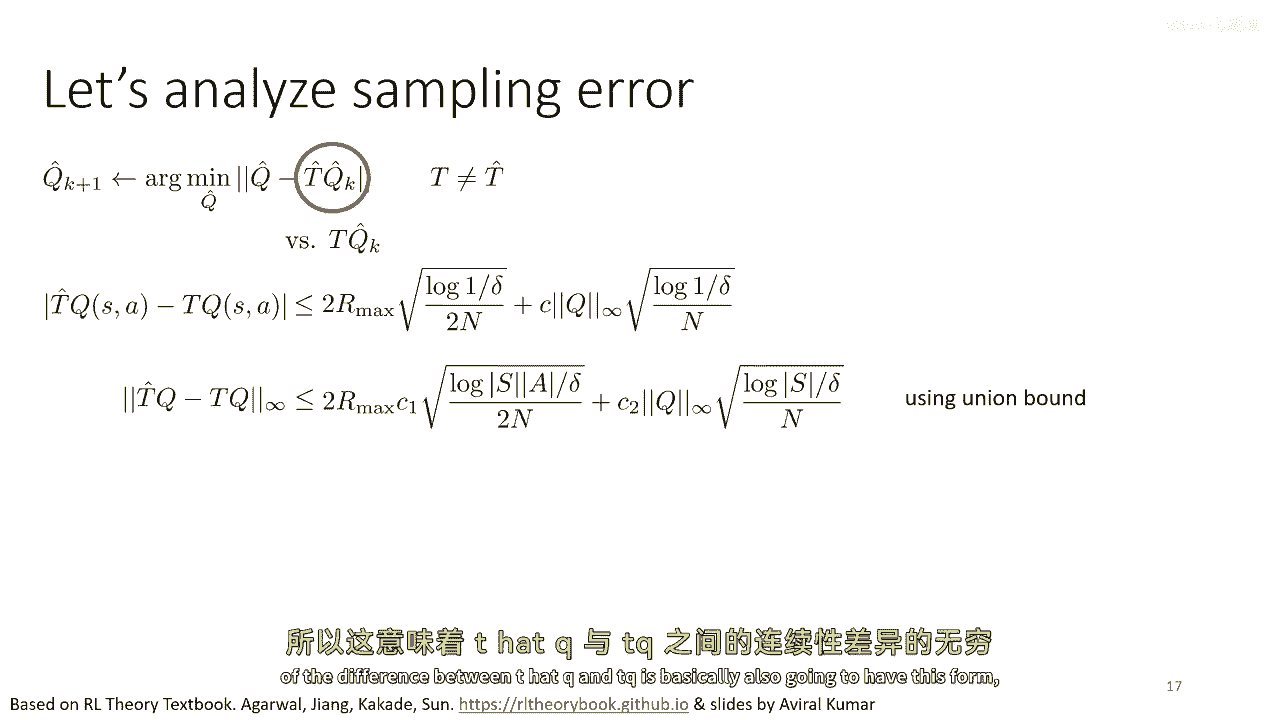 Let's analyze sampling error
$\hat{Q}_{k+1} \leftarrow \arg\min_{\hat{Q}} ||\hat{Q} - \hat{T}\hat{Q}_k||$ $T \neq \hat{T}$
vs. $T\hat{Q}_k$
$|\hat{T}Q(s,a) - TQ(s,a)| \leq 2R_{\max}\sqrt{\frac{\log 1/\delta}{2N}} + c||Q||_\infty\sqrt{\frac{\log 1/\delta}{N}}$
$||\hat{T}Q - TQ||_\infty \leq 2R_{\max}c_1\sqrt{\frac{\log |S||A|/\delta}{2N}} + c_2||Q||_\infty\sqrt{\frac{\log |S|/\delta}{N}}$ using union bound
所以这意味着 t hat q 与 tq 之间的连续性差异的无穷
of the difference between t hat q and tq is basically also going to have this form,
17
Based on RL Theory Textbook. Agarwal, Jiang, Kakade, Sun. https://rltheorybook.github.io & slides by Aviral Kumar